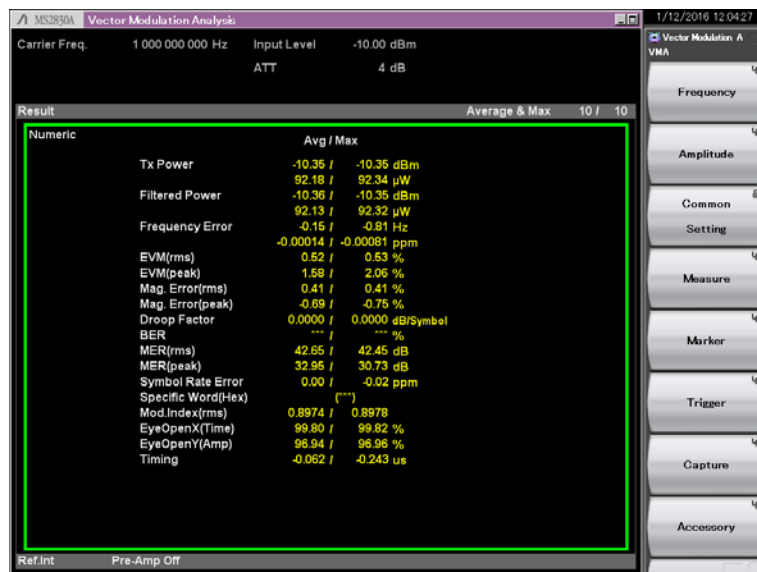 MS2830A Vector Modulation Analysis
1/12/2016 12:04:27
Carrier Freq. 1 000 000 000 Hz Input Level -10.00 dBm
ATT 4 dB
Result Average & Max 10 / 10
Numeric
Avg / Max
Tx Power -10.35 / -10.35 dBm
92.18 / 92.34 µW
Filtered Power -10.36 / -10.35 dBm
92.13 / 92.32 µW
Frequency Error -0.15 / -0.81 Hz
-0.00014 / -0.00081 ppm
EVM(rms) 0.52 / 0.53 %
EVM(peak) 1.58 / 2.06 %
Mag. Error(rms) 0.41 / 0.41 %
Mag. Error(peak) -0.69 / -0.75 %
Droop Factor 0.0000 / 0.0000 dB/Symbol
BER *** / *** %
MER(rms) 42.65 / 42.45 dB
MER(peak) 32.95 / 30.73 dB
Symbol Rate Error 0.00 / -0.02 ppm
Specific Word(Hex) (***)
Mod.Index(rms) 0.8974 / 0.8978
EyeOpenX(Time) 99.80 / 99.82 %
EyeOpenY(Amp) 96.94 / 96.96 %
Timing -0.062 / -0.243 us
Ref.Int Pre-Amp Off
Vector Modulation A
VMA
Frequency
Amplitude
Common
Setting
Measure
Marker
Trigger
Capture
Accessory